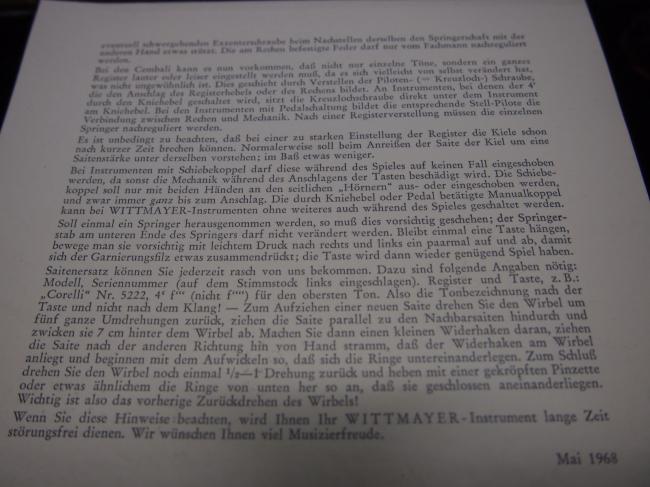 eventuell schwergehenden Exzenterschraube beim Nachstellen derselben den Springerschaft mit der
anderen Hand etwas stützt. Die am Rechen befestigte Feder darf nur vom Fachmann nachreguliert
werden.
Bei den Cembali kann es nun vorkommen, daß nicht nur einzelne Töne, sondern ein ganzes
Register lauter oder leiser eingestellt werden muß, da es sich vielleicht von selbst verändert hat,
was nicht ungewöhnlich ist. Dies geschieht durch Verstellen der Piloten- (= Kreuzloch-) Schraube,
die den Anschlag des Registerhebels oder des Rechens bildet. An Instrumenten, bei denen der 4'
durch den Kniehebel geschaltet wird, sitzt die Kreuzlochschraube direkt unter dem Instrument
am Kniehebel. Bei den Instrumenten mit Pedalschaltung bildet die entsprechende Stell-Pilote die
Verbindung zwischen Rechen und Mechanik. Nach einer Registerverstellung müssen die einzelnen
Springer nachreguliert werden.
Es ist unbedingt zu beachten, daß bei einer zu starken Einstellung der Register die Kiele schon
nach kurzer Zeit brechen können. Normalerweise soll beim Anreißen der Saite der Kiel um eine
Saitenstärke unter derselben vorstehen; im Baß etwas weniger.
Bei Instrumenten mit Schiebekoppel darf diese während des Spieles auf keinen Fall eingeschoben
werden, da sonst die Mechanik während des Anschlagens der Tasten beschädigt wird. Die Schiebe-
koppel soll nur mit beiden Händen an den seitlichen „Hörnern“ aus- oder eingeschoben werden,
und zwar immer ganz bis zum Anschlag. Die durch Kniehebel oder Pedal betätigte Manualkoppel
kann bei WITTMAYER-Instrumenten ohne weiteres auch während des Spieles geschaltet werden.
Soll einmal ein Springer herausgenommen werden, so muß dies vorsichtig geschehen; der Springer-
stab am unteren Ende des Springers darf nicht verändert werden. Bleibt einmal eine Taste hängen,
bewege man sie vorsichtig mit leichtem Druck nach rechts und links ein paarmal auf und ab, damit
sich der Garnierungsfilz etwas zusammendrückt; die Taste wird dann wieder genügend Spiel haben.
Saitenersatz können Sie jederzeit rasch von uns bekommen. Dazu sind folgende Angaben nötig:
Modell, Seriennummer (auf dem Stimmstock links eingeschlagen). Register und Taste, z. B.:
„Corelli“ Nr. 5222, 4' f''' (nicht f'''') für den obersten Ton. Also die Tonbezeichnung nach der
Taste und nicht nach dem Klang! — Zum Aufziehen einer neuen Saite drehen Sie den Wirbel um
fünf ganze Umdrehungen zurück, ziehen die Saite parallel zu den Nachbarsaiten hindurch und
zwicken sie 7 cm hinter dem Wirbel ab. Machen Sie dann einen kleinen Widerhaken daran, ziehen
die Saite nach der anderen Richtung hin von Hand stramm, daß der Widerhaken am Wirbel
anliegt und beginnen mit dem Aufwickeln so, daß sich die Ringe untereinanderlegen. Zum Schluß
drehen Sie den Wirbel noch einmal ½—1 Drehung zurück und heben mit einer gekröpften Pinzette
oder etwas ähnlichem die Ringe von unten her so an, daß sie geschlossen aneinanderliegen.
Wichtig ist also das vorherige Zurückdrehen des Wirbels!
Wenn Sie diese Hinweise beachten, wird Ihnen Ihr WITTMAYER-Instrument lange Zeit
störungsfrei dienen. Wir wünschen Ihnen viel Musizierfreude.
Mai 1968